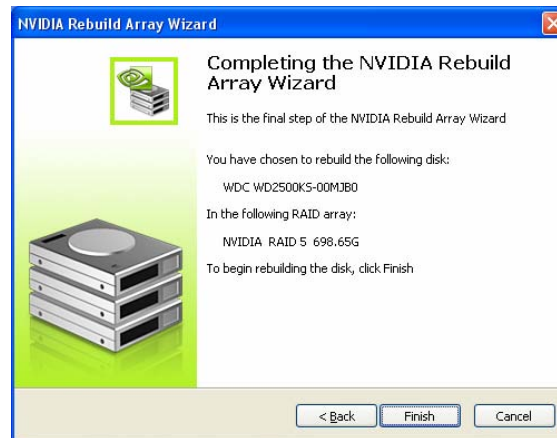 NVIDIA Rebuild Array Wizard
Completing the NVIDIA Rebuild
Array Wizard
This is the final step of the NVIDIA Rebuild Array Wizard
You have chosen to rebuild the following disk:
WDC WD2500KS-00MJB0
In the following RAID array:
NVIDIA RAID 5 698.65G
To begin rebuilding the disk, click Finish
< Back Finish Cancel